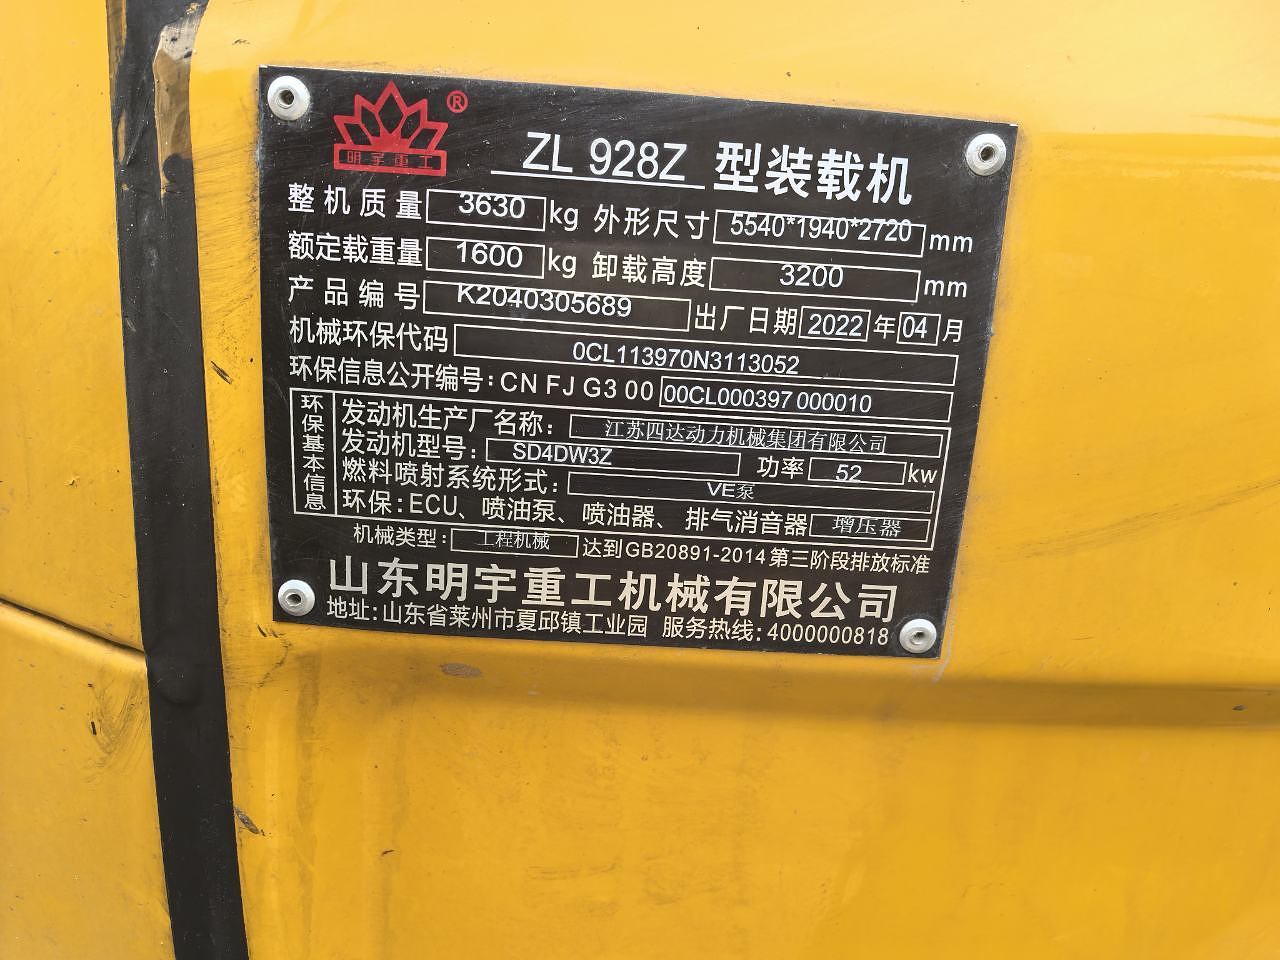 明宇重工 ®
ZL 928Z 型装载机
整机质量 3630 kg 外形尺寸 5540*1940*2720 mm
额定载重量 1600 kg 卸载高度 3200 mm
产品编号 K2040305689 出厂日期 2022 年 04 月
机械环保代码 0CL113970N3113052
环保信息公开编号:CN FJ G3 00 00CL000397 000010
环保基本信息
发动机生产厂名称: 江苏四达动力机械集团有限公司
发动机型号: SD4DW3Z 功率 52 kw
燃料喷射系统形式: VE泵
环保:ECU、喷油泵、喷油器、排气消音器 增压器
机械类型: 工程机械 达到GB20891-2014第三阶段排放标准
山东明宇重工机械有限公司
地址:山东省莱州市夏邱镇工业园 服务热线:4000000818